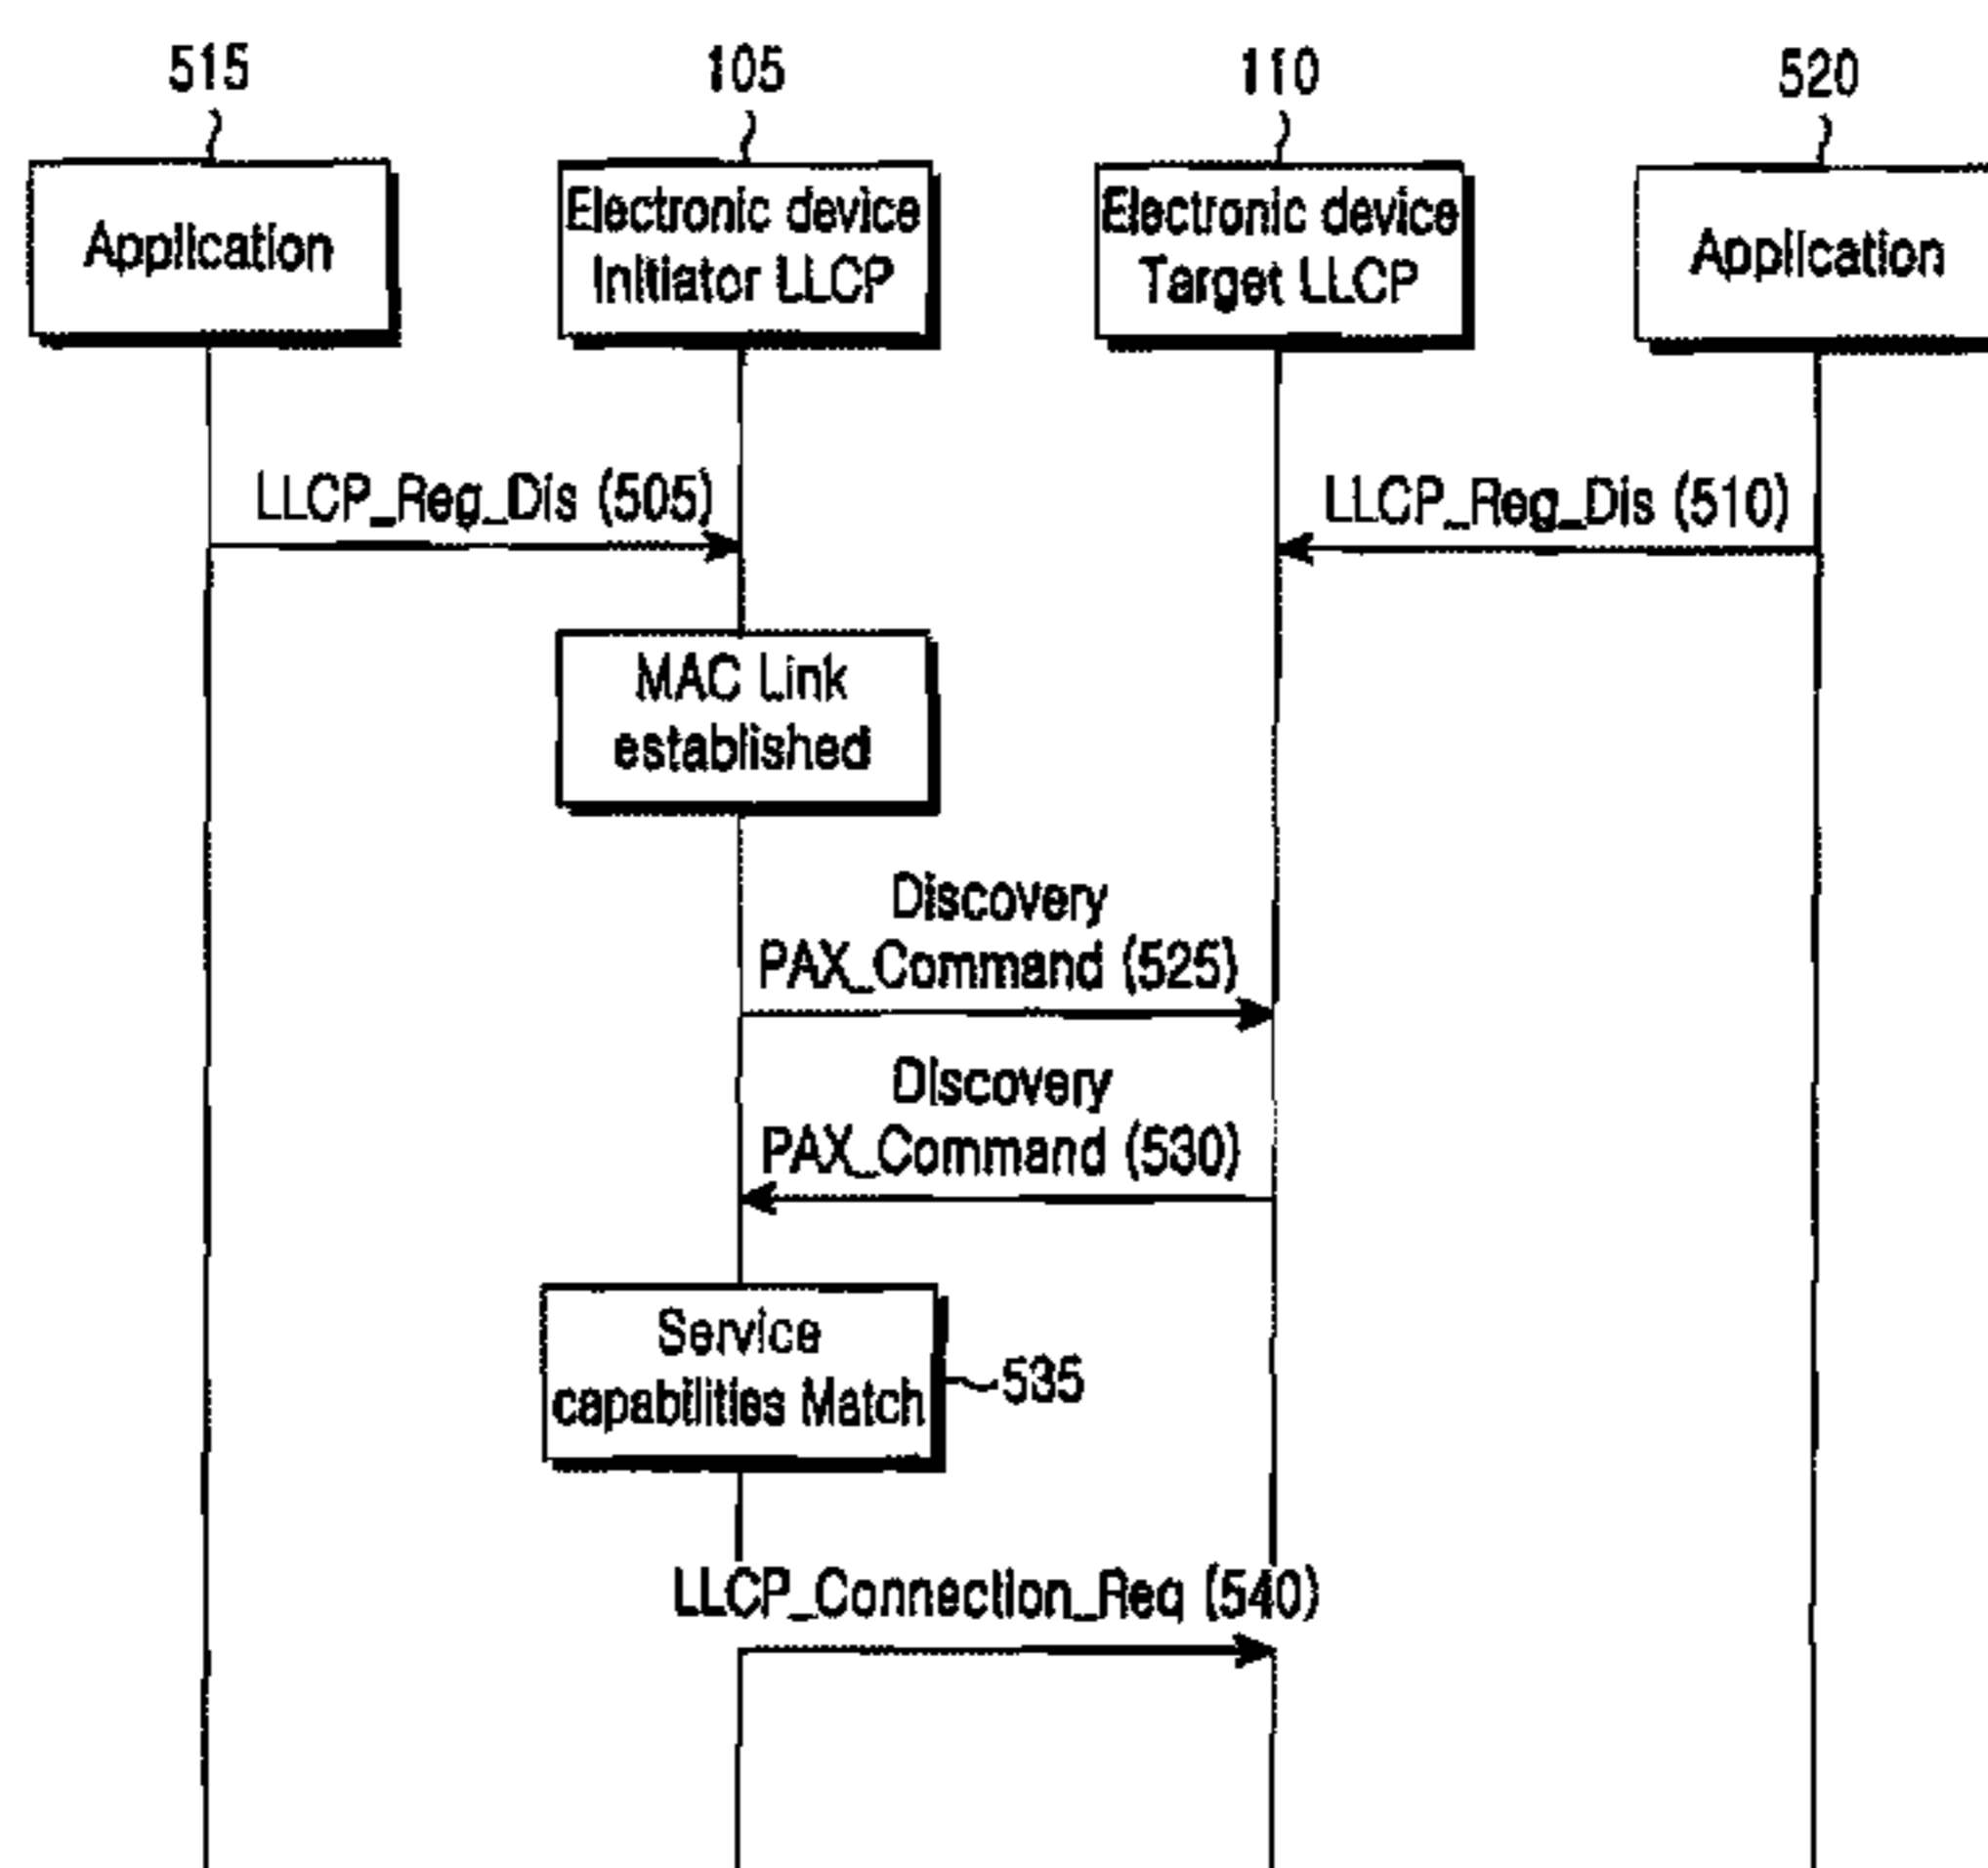 515
105
110
520
Application
Electronic device
Initiator LLCP
Electronic device
Target LLCP
Application
LLCP_Reg_Dis (505)
LLCP_Reg_Dis (510)
MAC Link
established
Discovery
PAX_Command (525)
Discovery
PAX_Command (530)
Service
capabilities Match
535
LLCP_Connection_Req (540)